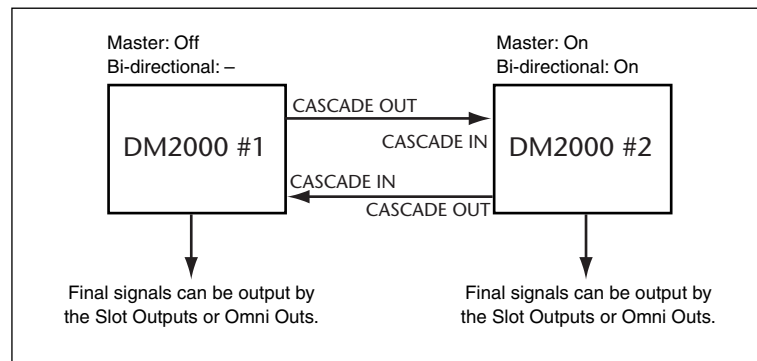 Master: Off
Bi-directional: –
Master: On
Bi-directional: On
DM2000 #1
CASCADE OUT
CASCADE IN
DM2000 #2
CASCADE IN
CASCADE OUT
Final signals can be output by
the Slot Outputs or Omni Outs.
Final signals can be output by
the Slot Outputs or Omni Outs.